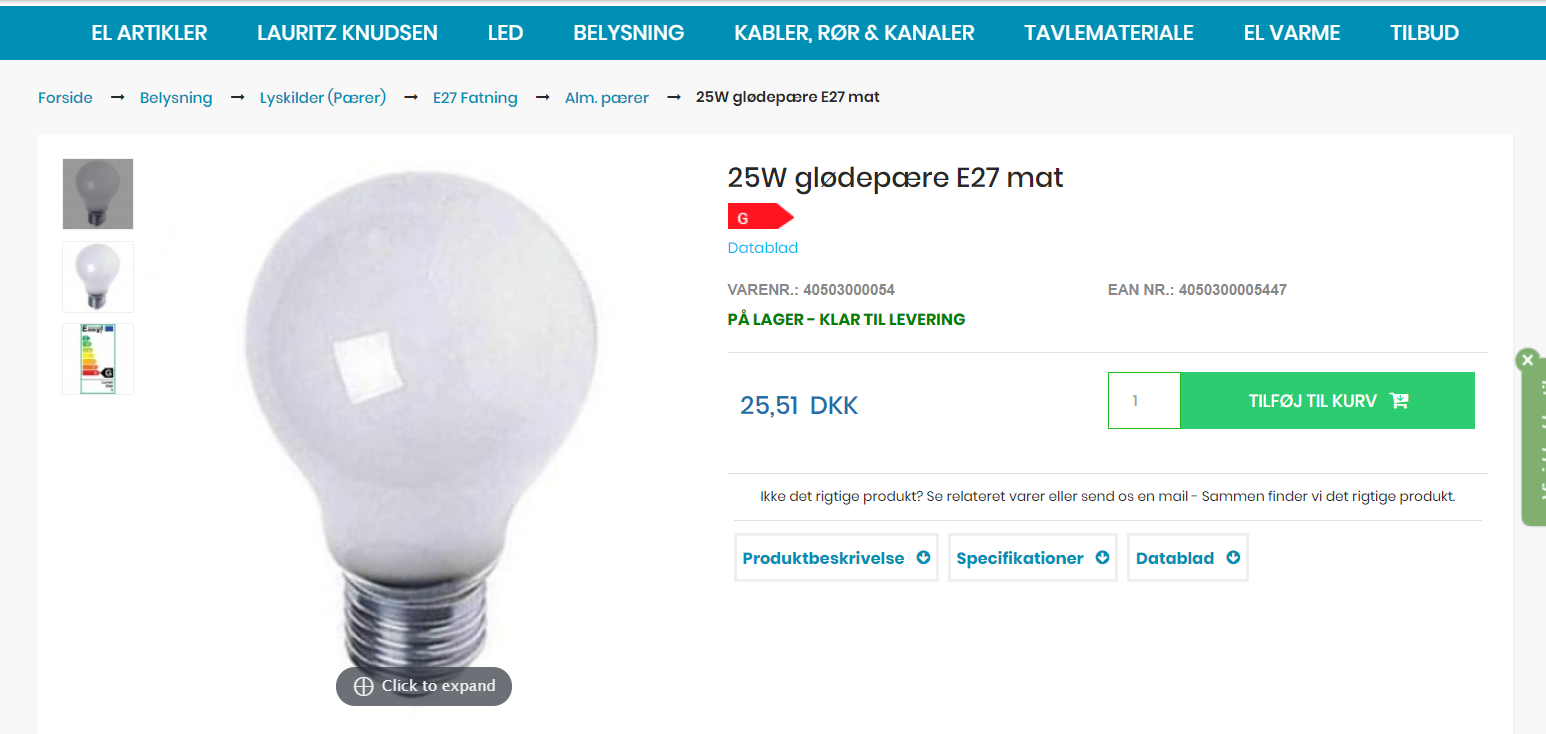 EL ARTIKLER LAURITZ KNUDSEN LED BELYSNING KABLER, RØR & KANALER TAVLEMATERIALE EL VARME TILBUD
Forside → Belysning → Lyskilder (Pærer) → E27 Fatning → Alm. pærer → 25W glødepære E27 mat
25W glødepære E27 mat
G
Datablad
VARENR.: 40503000054 EAN NR.: 4050300005447
PÅ LAGER - KLAR TIL LEVERING
25,51 DKK
1 TILFØJ TIL KURV
Ikke det rigtige produkt? Se relateret varer eller send os en mail - Sammen finder vi det rigtige produkt.
Produktbeskrivelse Specifikationer Datablad
Click to expand
G